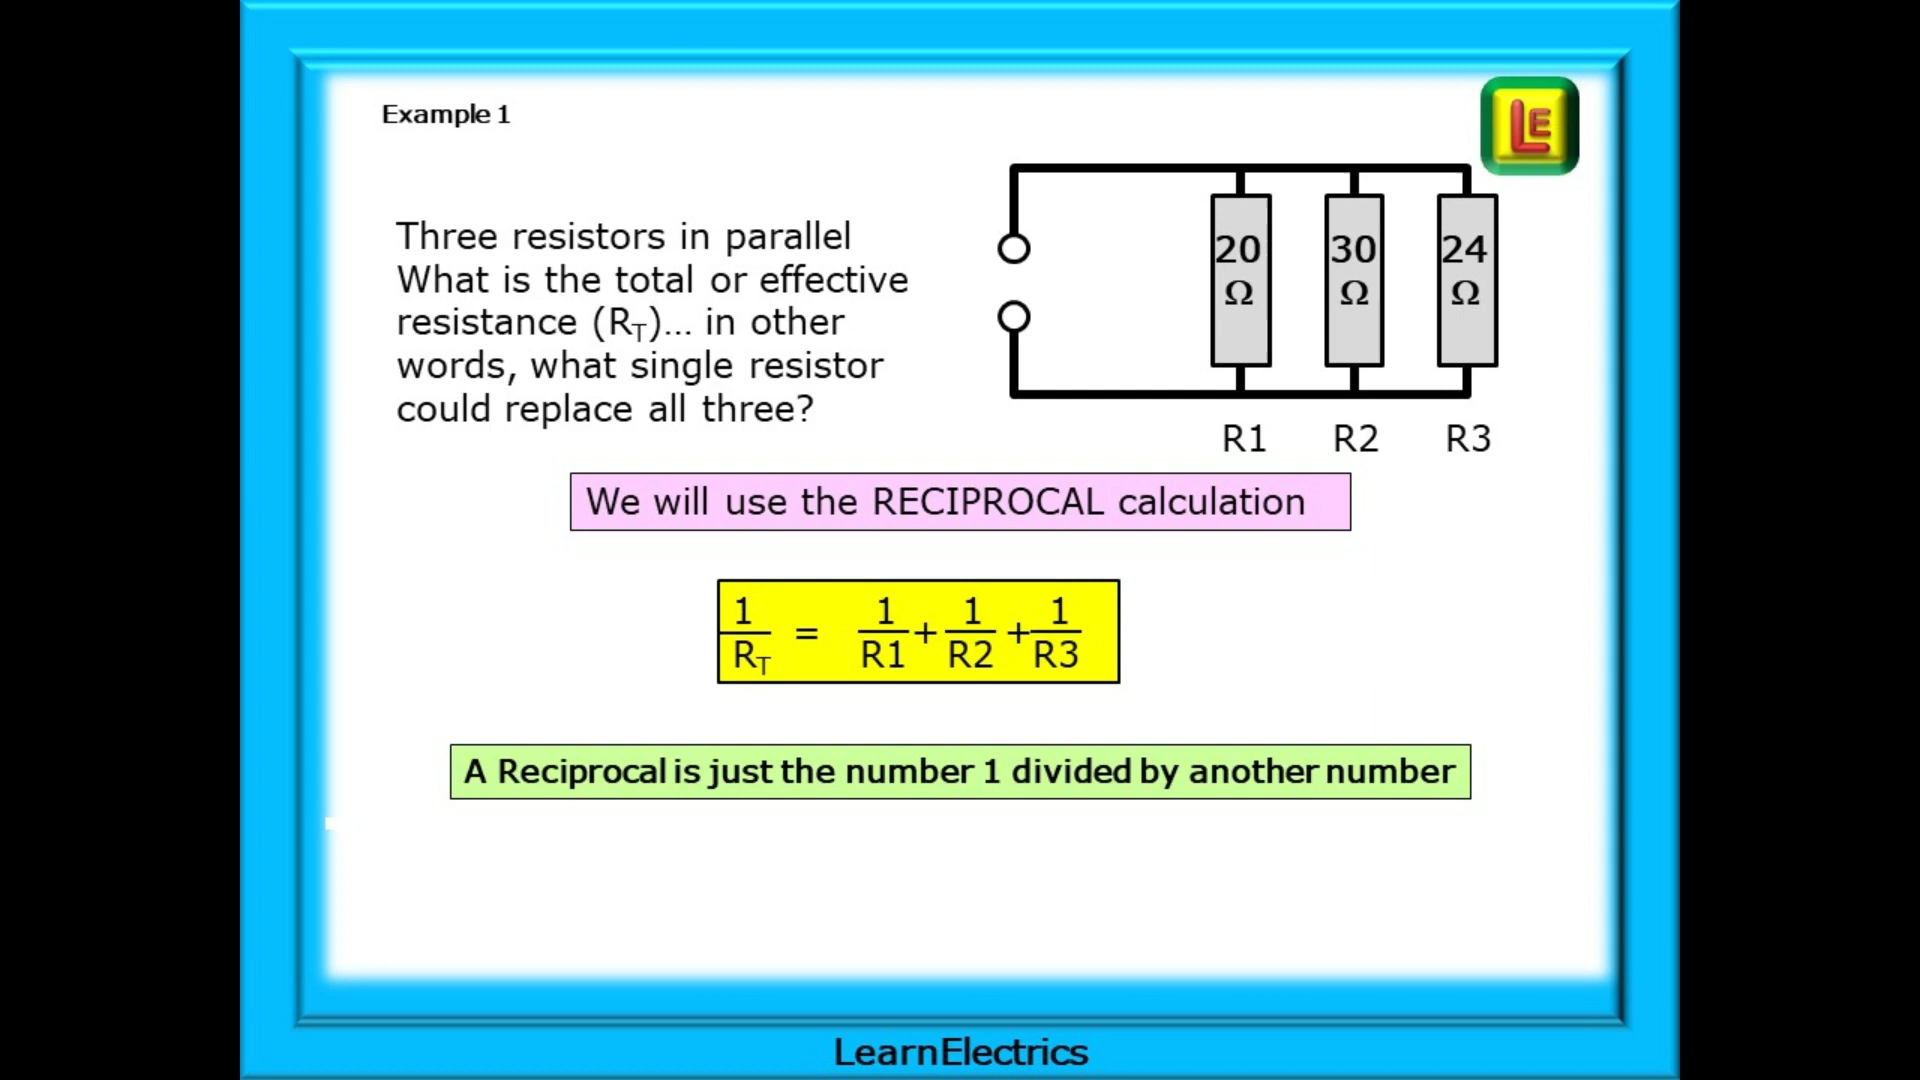 Example 1
LE
Three resistors in parallel
What is the total or effective
resistance (R_T)... in other
words, what single resistor
could replace all three?
20 30 24
Ω Ω Ω
R1 R2 R3
We will use the RECIPROCAL calculation
1/R_T = 1/R1 + 1/R2 + 1/R3
A Reciprocal is just the number 1 divided by another number
LearnElectrics